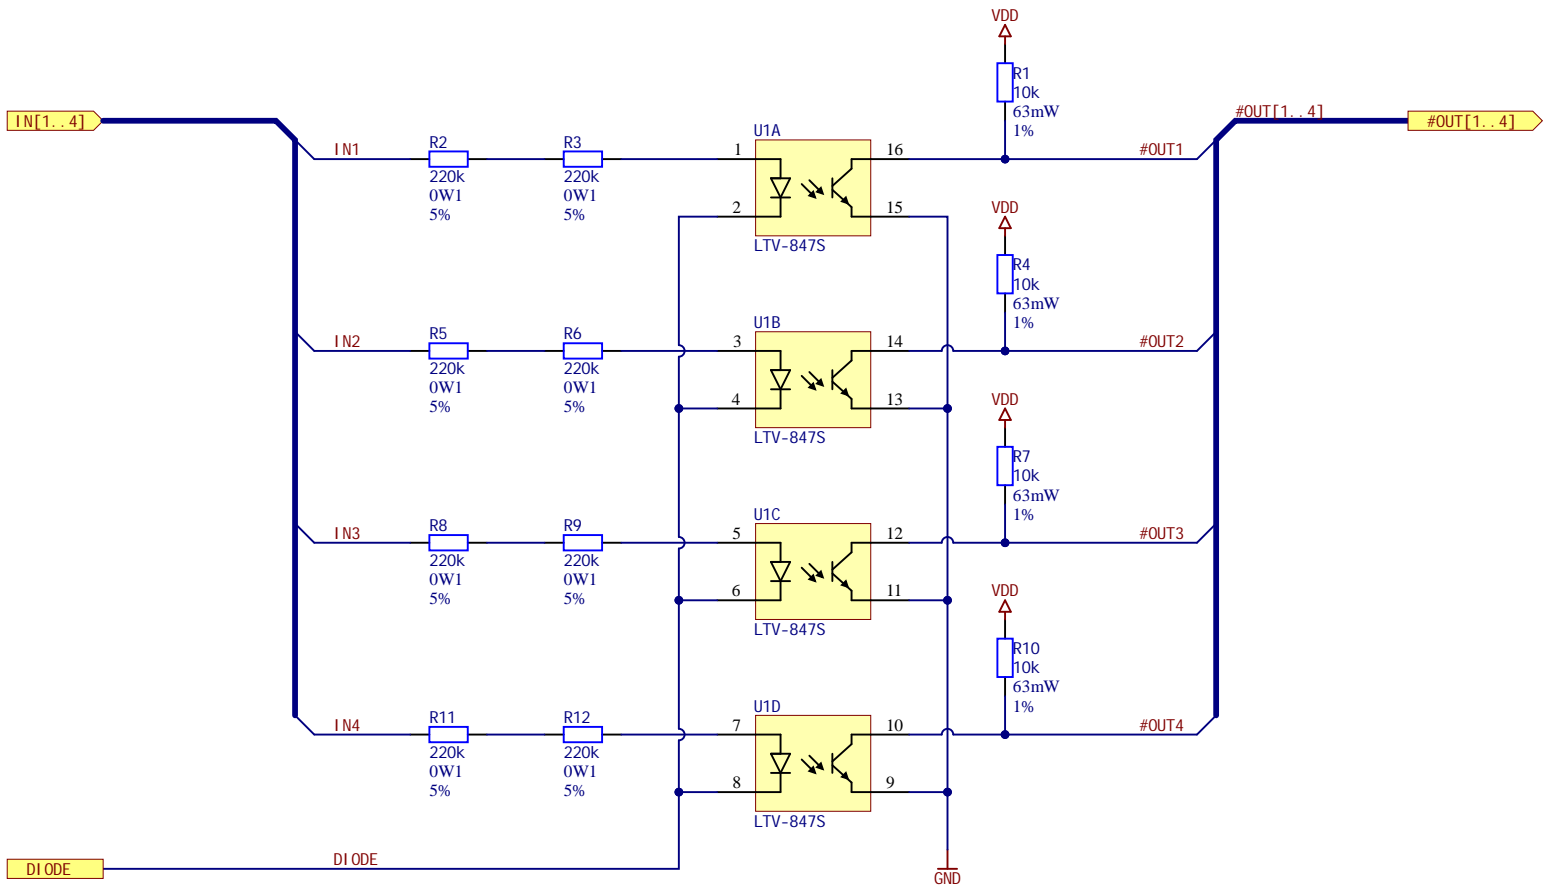 VDD
R1
10k
63mW
1%
IN[1..4]
#OUT[1..4]
#OUT[1..4]
IN1
R2
220k
0W1
5%
R3
220k
0W1
5%
U1A
1
2
16
15
LTV-847S
#OUT1
VDD
R4
10k
63mW
1%
IN2
R5
220k
0W1
5%
R6
220k
0W1
5%
U1B
3
4
14
13
LTV-847S
#OUT2
VDD
R7
10k
63mW
1%
IN3
R8
220k
0W1
5%
R9
220k
0W1
5%
U1C
5
6
12
11
LTV-847S
#OUT3
VDD
R10
10k
63mW
1%
IN4
R11
220k
0W1
5%
R12
220k
0W1
5%
U1D
7
8
10
9
LTV-847S
#OUT4
DIODE
DIODE
GND